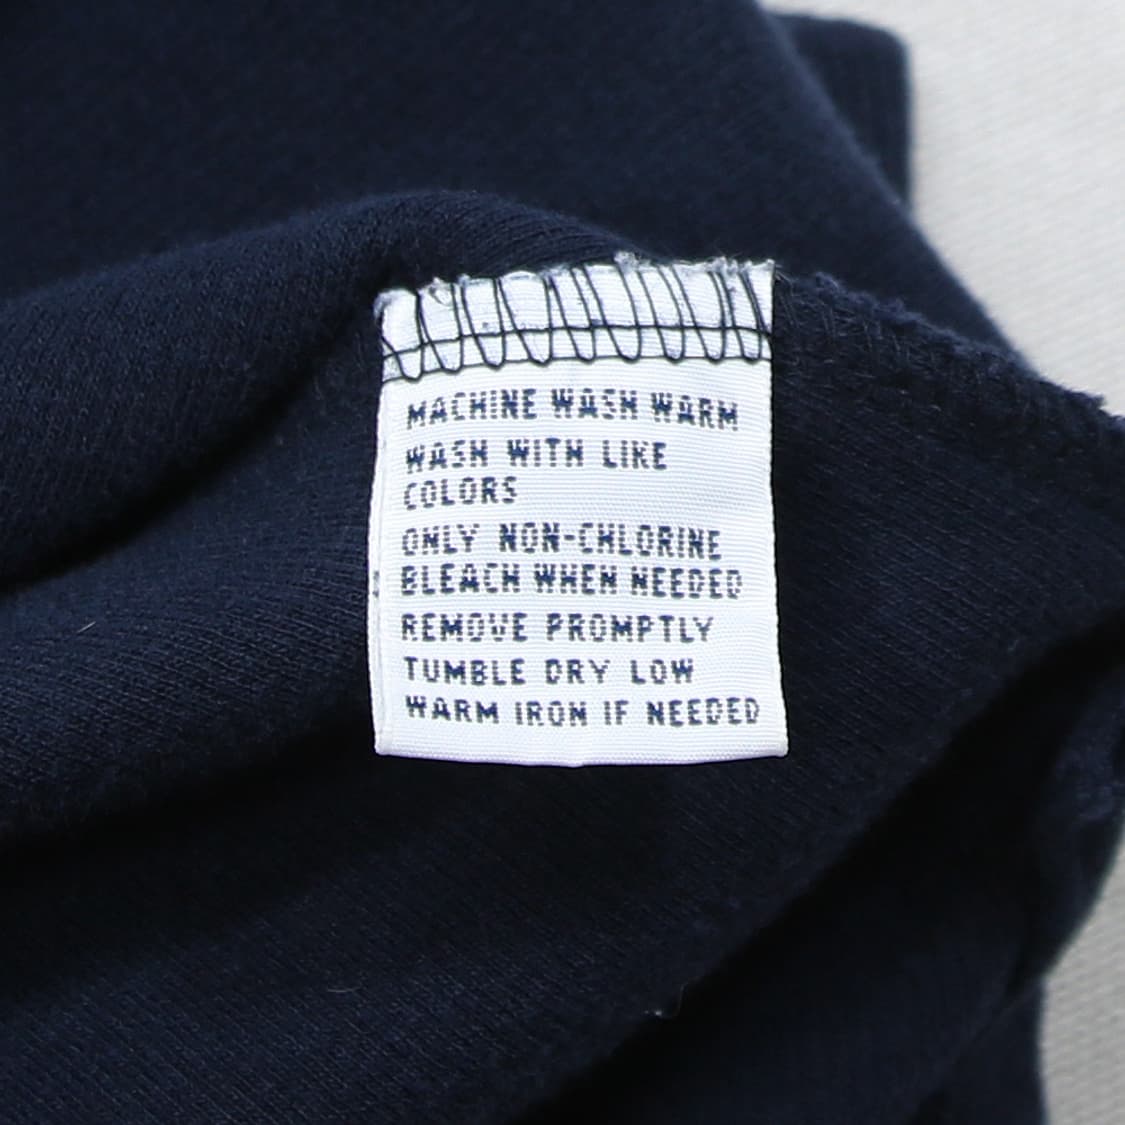 MACHINE WASH WARM
WASH WITH LIKE
COLORS
ONLY NON-CHLORINE
BLEACH WHEN NEEDED
REMOVE PROMPTLY
TUMBLE DRY LOW
WARM IRON IF NEEDED